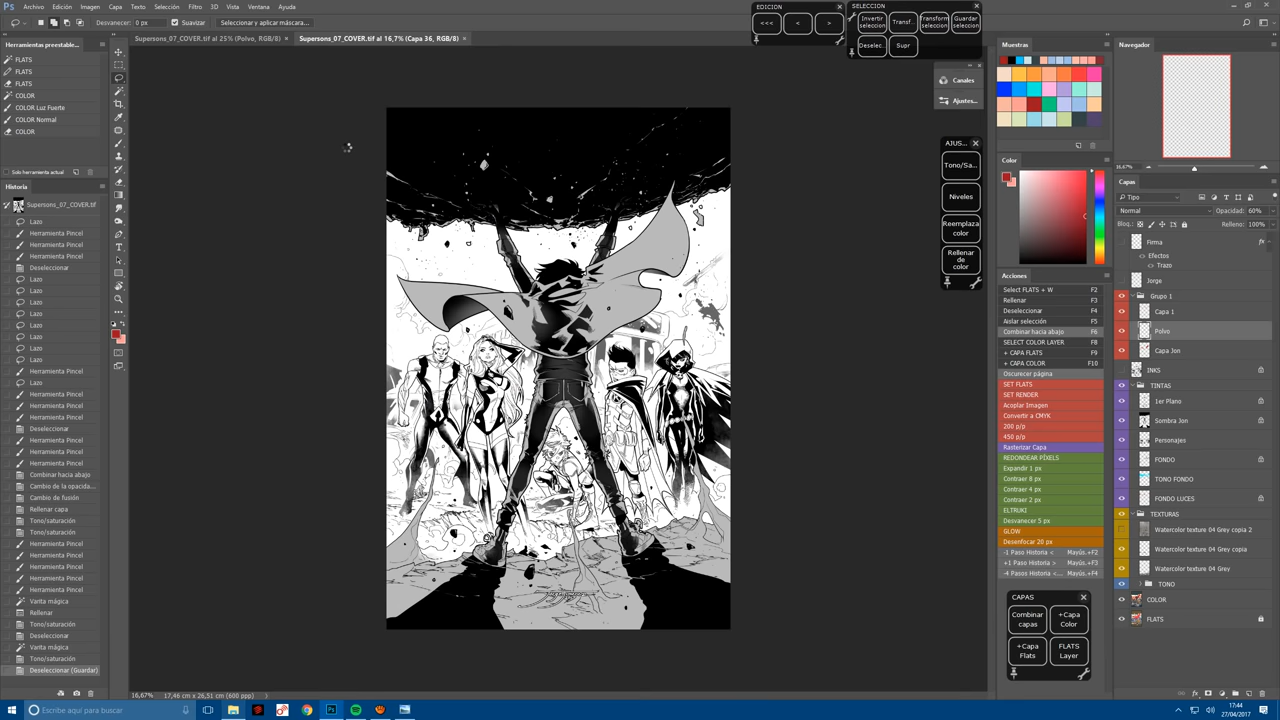 Archivo Edición Imagen Capa Texto Selección Filtro 3D Vista Ventana Ayuda
Desvanecer: 0 px Suavizar Seleccionar y aplicar máscara...
Supersons_07_COVER.tif al 25% (Polvo, RGB/8) × Supersons_07_COVER.tif al 16,7% (Capa 36, RGB/8) ×
Herramientas preestable...
FLATS
FLATS
FLATS
COLOR
COLOR Luz Fuerte
COLOR Normal
COLOR
Solo herramienta actual
Historia
Supersons_07_COVER.tif
Lazo
Herramienta Pincel
Herramienta Pincel
Herramienta Pincel
Deseleccionar
Lazo
Lazo
Lazo
Lazo
Lazo
Lazo
Lazo
Lazo
Herramienta Pincel
Lazo
Herramienta Pincel
Herramienta Pincel
Herramienta Pincel
Deseleccionar
Herramienta Pincel
Herramienta Pincel
Herramienta Pincel
Combinar hacia abajo
Cambio de la opacida...
Cambio de fusión
Rellenar capa
Tono/saturación
Tono/saturación
Herramienta Pincel
Herramienta Pincel
Herramienta Pincel
Herramienta Pincel
Herramienta Pincel
Varita mágica
Rellenar
Tono/saturación
Deseleccionar
Varita mágica
Tono/saturación
Deseleccionar (Guardar)
EDICION
<<< < >
SELECCION
Invertir seleccion
Transf...
Transform seleccion
Guardar seleccion
Deselec...
Supr
Canales
Ajustes...
AJUS...
Tono/Sa...
Niveles
Reemplaza color
Rellenar de color
Muestras
Color
Acciones
Select FLATS + W F2
Rellenar F3
Deseleccionar F4
Aislar selección F5
Combinar hacia abajo F6
SELECT COLOR LAYER F8
+ CAPA FLATS F9
+ CAPA COLOR F10
Oscurecer página
SET FLATS
SET RENDER
Acoplar Imagen
Convertir a CMYK
200 p/p
450 p/p
Rasterizar Capa
REDONDEAR PÍXELS
Expandir 1 px
Contraer 8 px
Contraer 4 px
Contraer 2 px
ELTRUKI
Desvanecer 5 px
GLOW
Desenfocar 20 px
-1 Paso Historia < Mayús.+F2
+1 Paso Historia > Mayús.+F3
-4 Pasos Historia <... Mayús.+F4
CAPAS
Combinar capas
+Capa Color
+Capa Flats
FLATS Layer
Navegador
16,67%
Capas
Tipo
Normal Opacidad: 60%
Bloq.: Relleno: 100%
Firma fx
Efectos
Trazo
Jorge
Grupo 1
Capa 1
Polvo
Capa Jon
INKS
TINTAS
1er Plano
Sombra Jon
Personajes
FONDO
TONO FONDO
FONDO LUCES
TEXTURAS
Watercolor texture 04 Grey copia 2
Watercolor texture 04 Grey copia
Watercolor texture 04 Grey
TONO
COLOR
FLATS
16,67% 17,46 cm x 26,51 cm (600 ppp)
Escribe aquí para buscar
17:44
27/04/2017